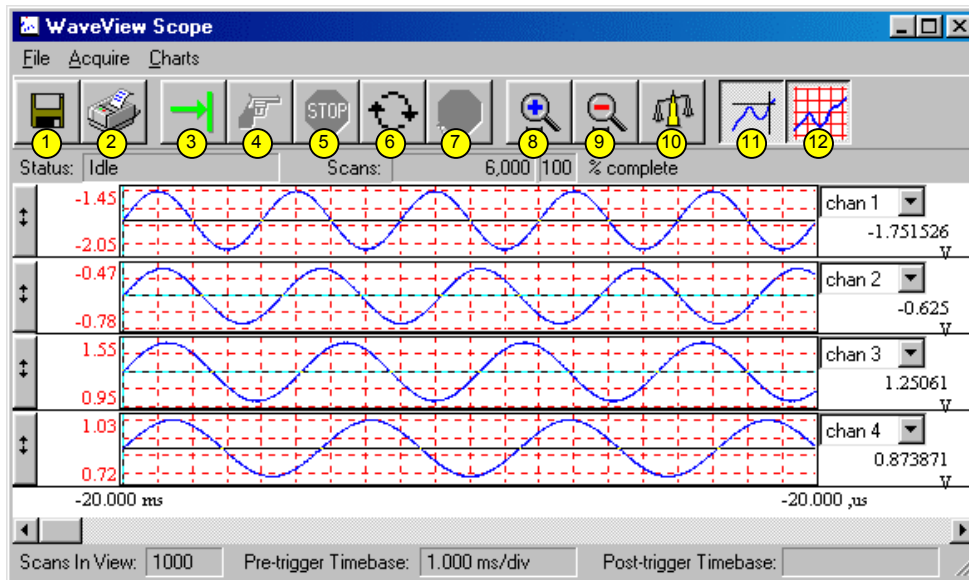 WaveView Scope
File Acquire Charts
STOP
1 2 3 4 5 6 7 8 9 10 11 12
Status: Idle Scans: 6,000 100 % complete
-1.45 chan 1
-2.05 -1.751526 V
-0.47 chan 2
-0.78 -0.625 V
1.55 chan 3
0.95 1.25061 V
1.03 chan 4
0.72 0.873871 V
-20.000 ms -20.000 ,us
Scans In View: 1000 Pre-trigger Timebase: 1.000 ms/div Post-trigger Timebase: